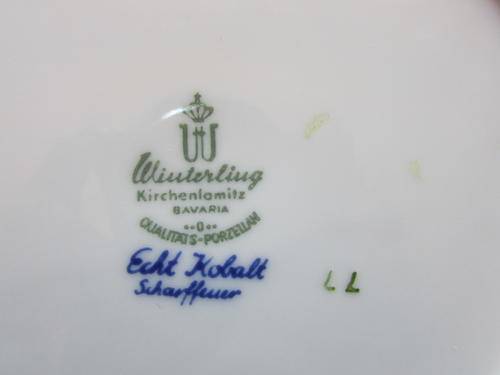 Winterling
Kirchenlamitz
BAVARIA
QUALITÄTS-PORZELLAN
Echt Kobalt
Scharffeuer
L L